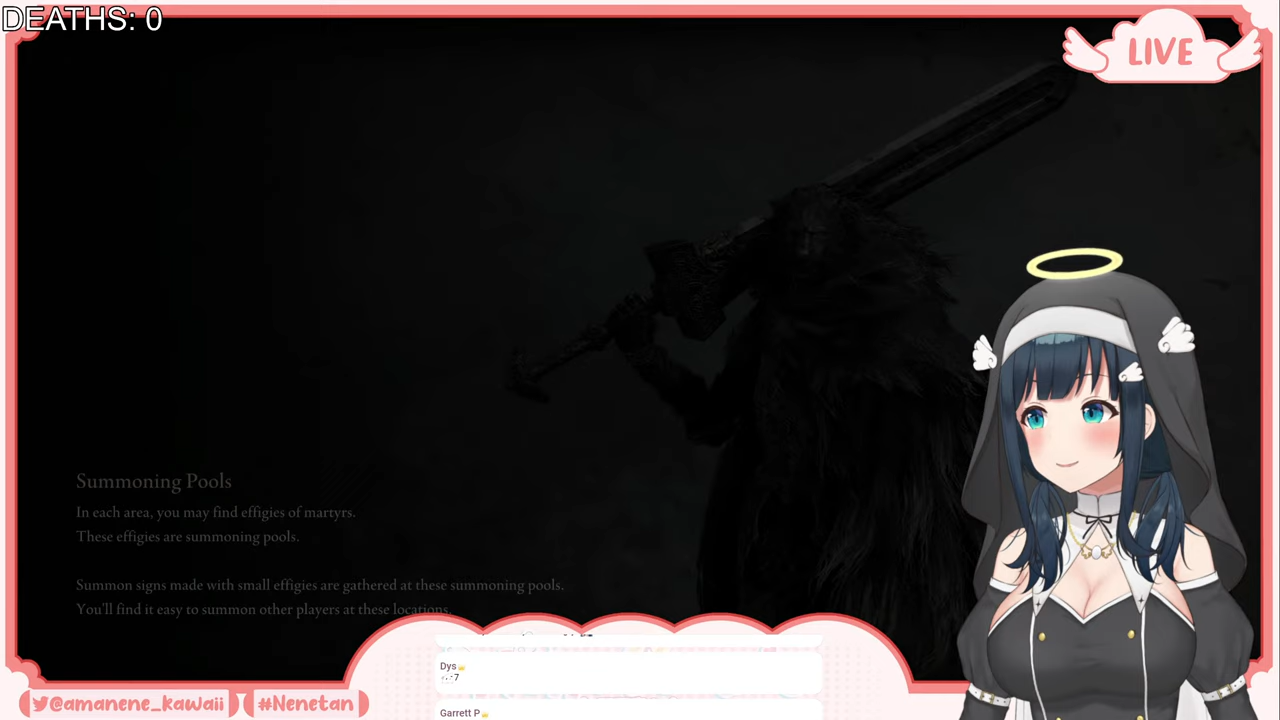 DEATHS: 0
LIVE
Summoning Pools
In each area, you may find effigies of martyrs.
These effigies are summoning pools.
Summon signs made with small effigies are gathered at these summoning pools.
You'll find it easy to summon other players at these locations.
Dys
Garrett P
@amanene_kawaii
#Nenetan